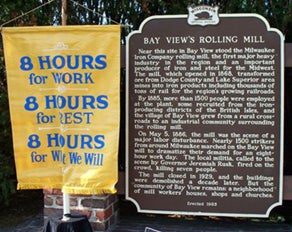 8 HOURS
for WORK
8 HOURS
for REST
8 HOURS
for What We Will
WISCONSIN
BAY VIEW'S ROLLING MILL
Near this site in Bay View stood the Milwaukee
Iron Company rolling mill, the first major heavy
industry in the region and an important
producer of iron and steel for the Midwest.
The mill, which opened in 1868, transformed
ore from Dodge County and Lake Superior area
mines into iron products including thousands of
tons of rail for the region's growing railroads.
By 1885, more than 1500 people were employed
at the plant, some recruited from the iron-
producing districts of the British Isles, and
the village of Bay View grew from a rural cross-
roads to an industrial community surrounding
the rolling mill.
On May 5, 1886, the mill was the scene of a
major labor disturbance. Nearly 1500 strikers
from around Milwaukee marched on the Bay View
mill to dramatize their demand for an eight-
hour work day. The local militia, called to the
scene by Governor Jeremiah Rusk, fired on the
crowd, killing seven people.
The mill closed in 1929, and the buildings
were demolished a decade later. But the
community of Bay View remains a neighborhood
of mill workers' houses, shops and churches.
Erected 1985